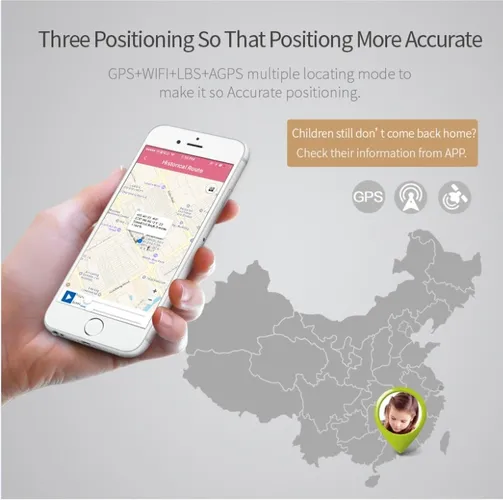 Three Positioning So That Positiong More Accurate
GPS+WIFI+LBS+AGPS multiple locating mode to
make it so Accurate positioning.
Children still don't come back home?
Check their information from APP.
GPS
Historical Route